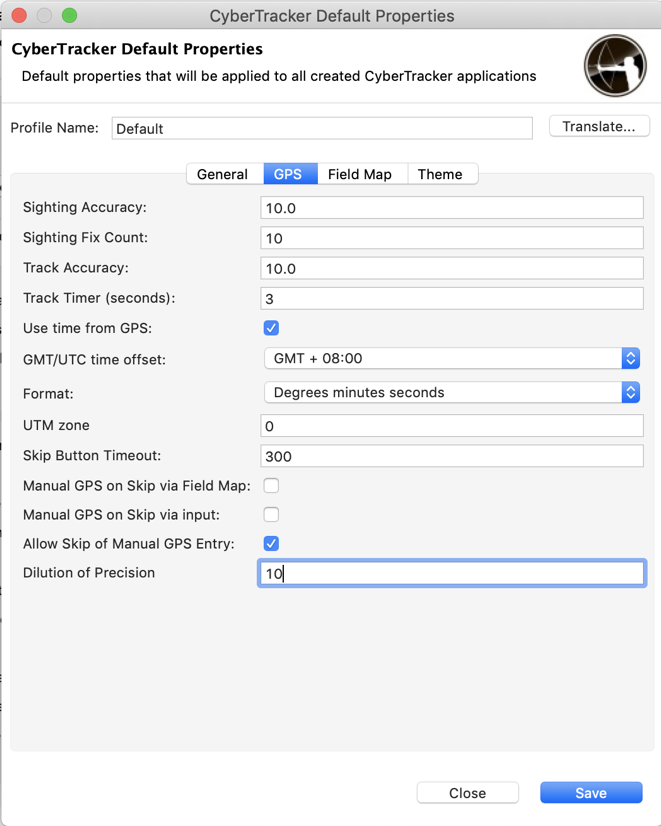 CyberTracker Default Properties
CyberTracker Default Properties
Default properties that will be applied to all created CyberTracker applications
Profile Name: Default Translate...
General GPS Field Map Theme
Sighting Accuracy: 10.0
Sighting Fix Count: 10
Track Accuracy: 10.0
Track Timer (seconds): 3
Use time from GPS:
GMT/UTC time offset: GMT + 08:00
Format: Degrees minutes seconds
UTM zone 0
Skip Button Timeout: 300
Manual GPS on Skip via Field Map:
Manual GPS on Skip via input:
Allow Skip of Manual GPS Entry:
Dilution of Precision 10
Close Save